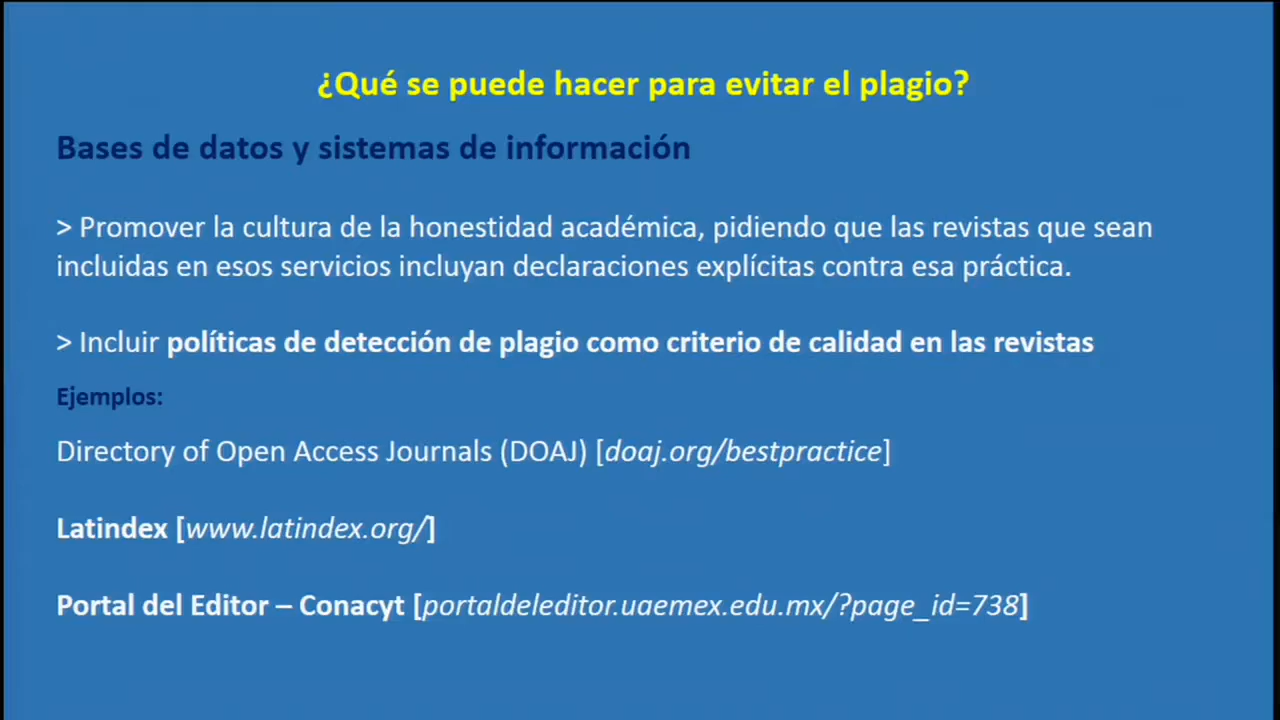 ¿Qué se puede hacer para evitar el plagio?
Bases de datos y sistemas de información
> Promover la cultura de la honestidad académica, pidiendo que las revistas que sean
incluidas en esos servicios incluyan declaraciones explícitas contra esa práctica.
> Incluir políticas de detección de plagio como criterio de calidad en las revistas
Ejemplos:
Directory of Open Access Journals (DOAJ) [doaj.org/bestpractice]
Latindex [www.latindex.org/]
Portal del Editor – Conacyt [portaldeleditor.uaemex.edu.mx/?page_id=738]